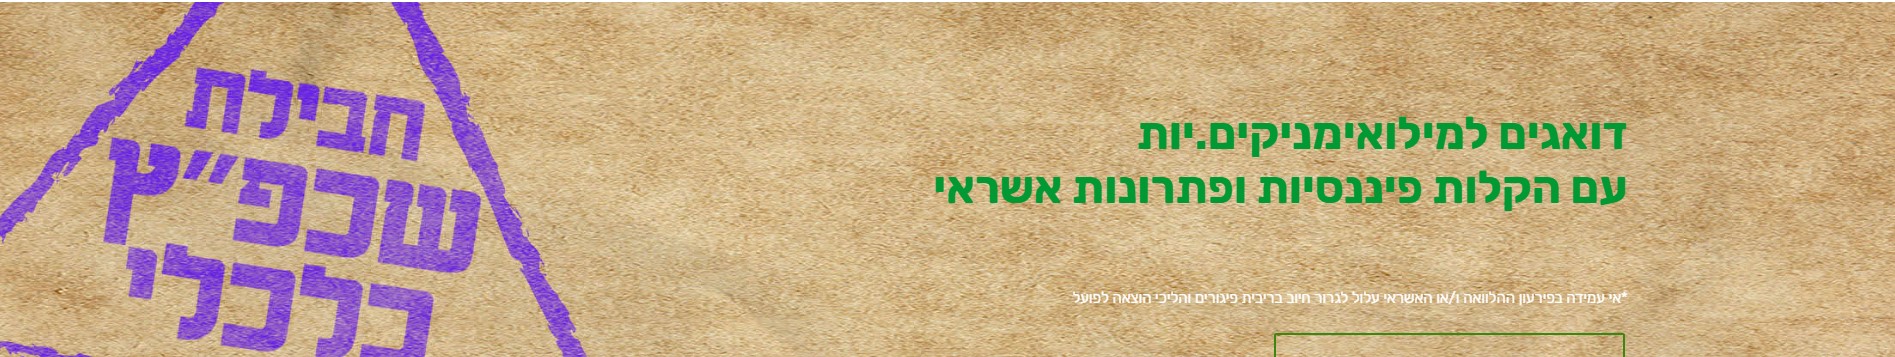 דואגים למילואימניקים.יות
עם הקלות פיננסיות ופתרונות אשראי
*אי עמידה בפירעון ההלוואה ו/או האשראי עלול לגרור חיוב בריבית פיגורים והליכי הוצאה לפועל
חבילת
שכפ״ץ
כלכלי